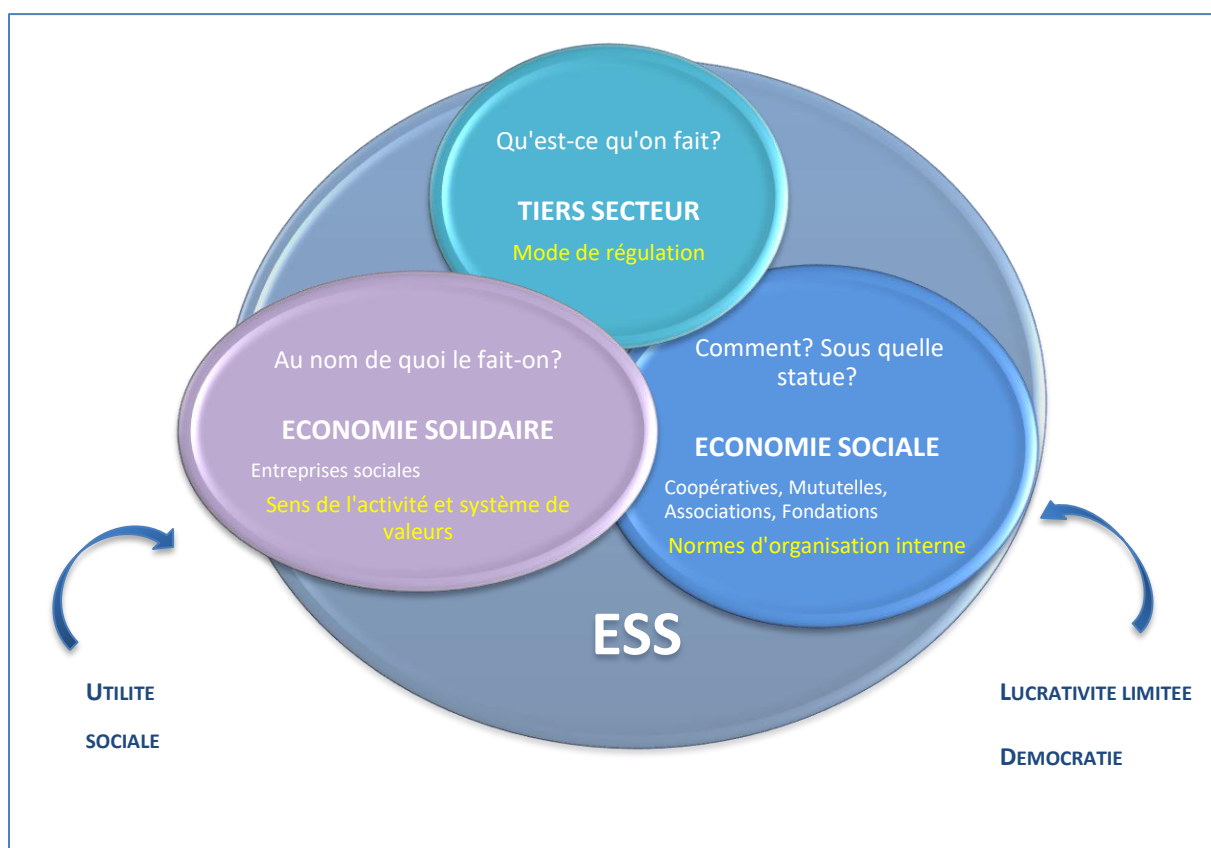 Qu'est-ce qu'on fait?
TIERS SECTEUR
Mode de régulation
Au nom de quoi le fait-on?
ECONOMIE SOLIDAIRE
Entreprises sociales
Sens de l'activité et système de
valeurs
Comment? Sous quelle
statue?
ECONOMIE SOCIALE
Coopératives, Mututelles,
Associations, Fondations
Normes d'organisation interne
ESS
UTILITE
SOCIALE
LUCRATIVITE LIMITEE
DEMOCRATIE